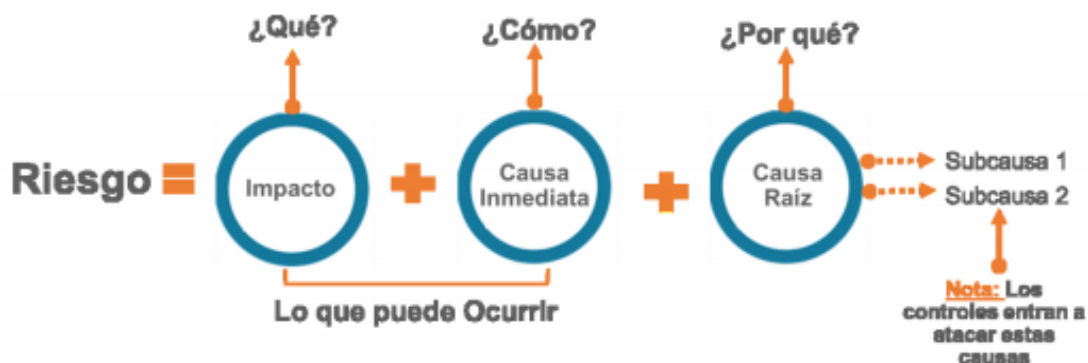 ¿Qué?
¿Cómo?
¿Por qué?
Riesgo =
Impacto
+
Causa
Inmediata
+
Causa
Raíz
Subcausa 1
Subcausa 2
Lo que puede Ocurrir
Nota: Los
controles entran a
atacar estas
causas